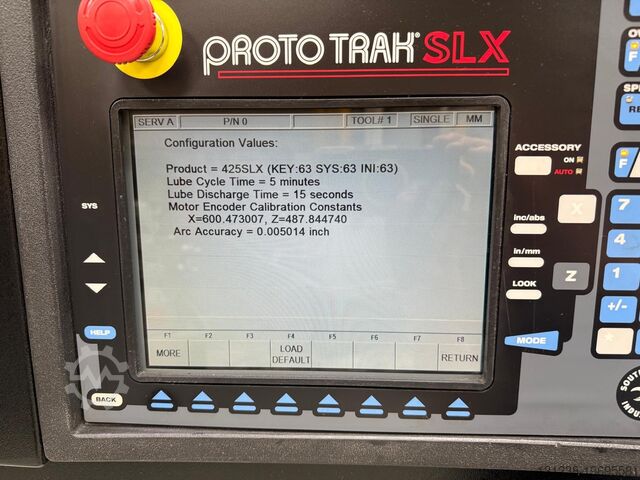 PROTO TRAK SLX
SERV A P/N 0 TOOL# 1 SINGLE MM
Configuration Values:
Product = 425SLX (KEY:63 SYS:63 INI:63)
Lube Cycle Time = 5 minutes
Lube Discharge Time = 15 seconds
Motor Encoder Calibration Constants
X=600.473007, Z=487.844740
Arc Accuracy = 0.005014 inch
F1 F2 F3 F4 F5 F6 F7 F8
MORE LOAD DEFAULT RETURN
SYS
HELP
BACK
ACCESSORY
ON
AUTO
inc/abs
in/mm
LOOK
MODE
X
Z
7
4
1
+/-
F